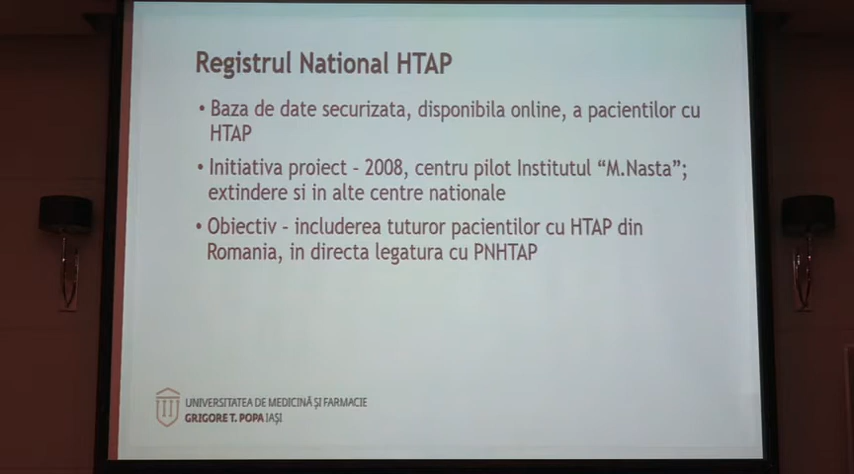 Registrul National HTAP
• Baza de date securizata, disponibila online, a pacientilor cu
HTAP
• Initiativa proiect - 2008, centru pilot Institutul “M.Nasta”;
extindere si in alte centre nationale
• Obiectiv - includerea tuturor pacientilor cu HTAP din
Romania, in directa legatura cu PNHTAP
UNIVERSITATEA DE MEDICINĂ ȘI FARMACIE
GRIGORE T. POPA IAȘI